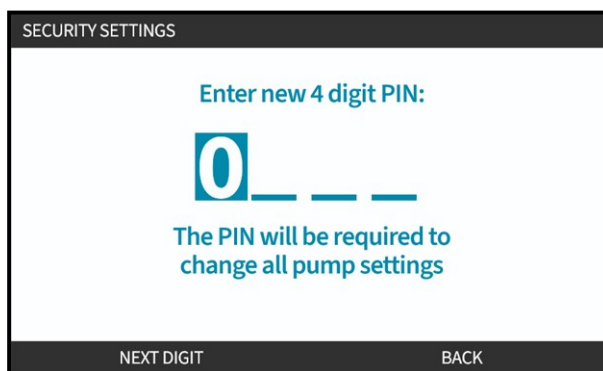 SECURITY SETTINGS
Enter new 4 digit PIN:
0_ _ _
The PIN will be required to
change all pump settings
NEXT DIGIT BACK